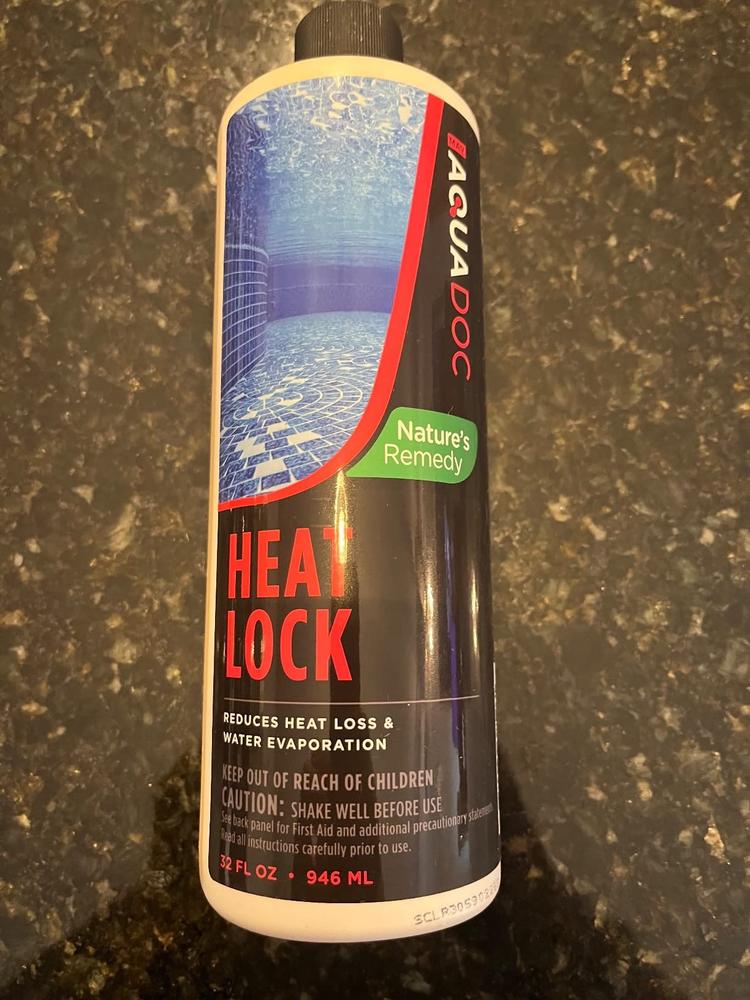 MAV AQUADOC
Nature's
Remedy
HEAT
LOCK
REDUCES HEAT LOSS &
WATER EVAPORATION
KEEP OUT OF REACH OF CHILDREN
CAUTION: SHAKE WELL BEFORE USE
See back panel for First Aid and additional precautionary statements.
Read all instructions carefully prior to use.
32 FL OZ • 946 ML